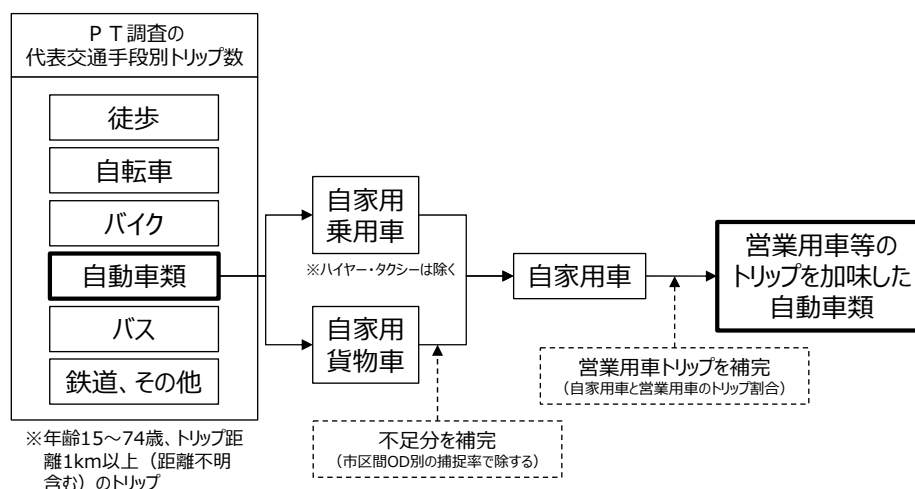 ＰＴ調査の
代表交通手段別トリップ数
徒歩
自転車
バイク
自動車類
バス
鉄道、その他
※年齢15～74歳、トリップ距
離1km以上（距離不明
含む）のトリップ
自家用
乗用車
※ハイヤー・タクシーは除く
自家用
貨物車
不足分を補完
（市区間OD別の捕捉率で除する）
自家用車
営業用車トリップを補完
（自家用車と営業用車のトリップ割合）
営業用車等の
トリップを加味した
自動車類